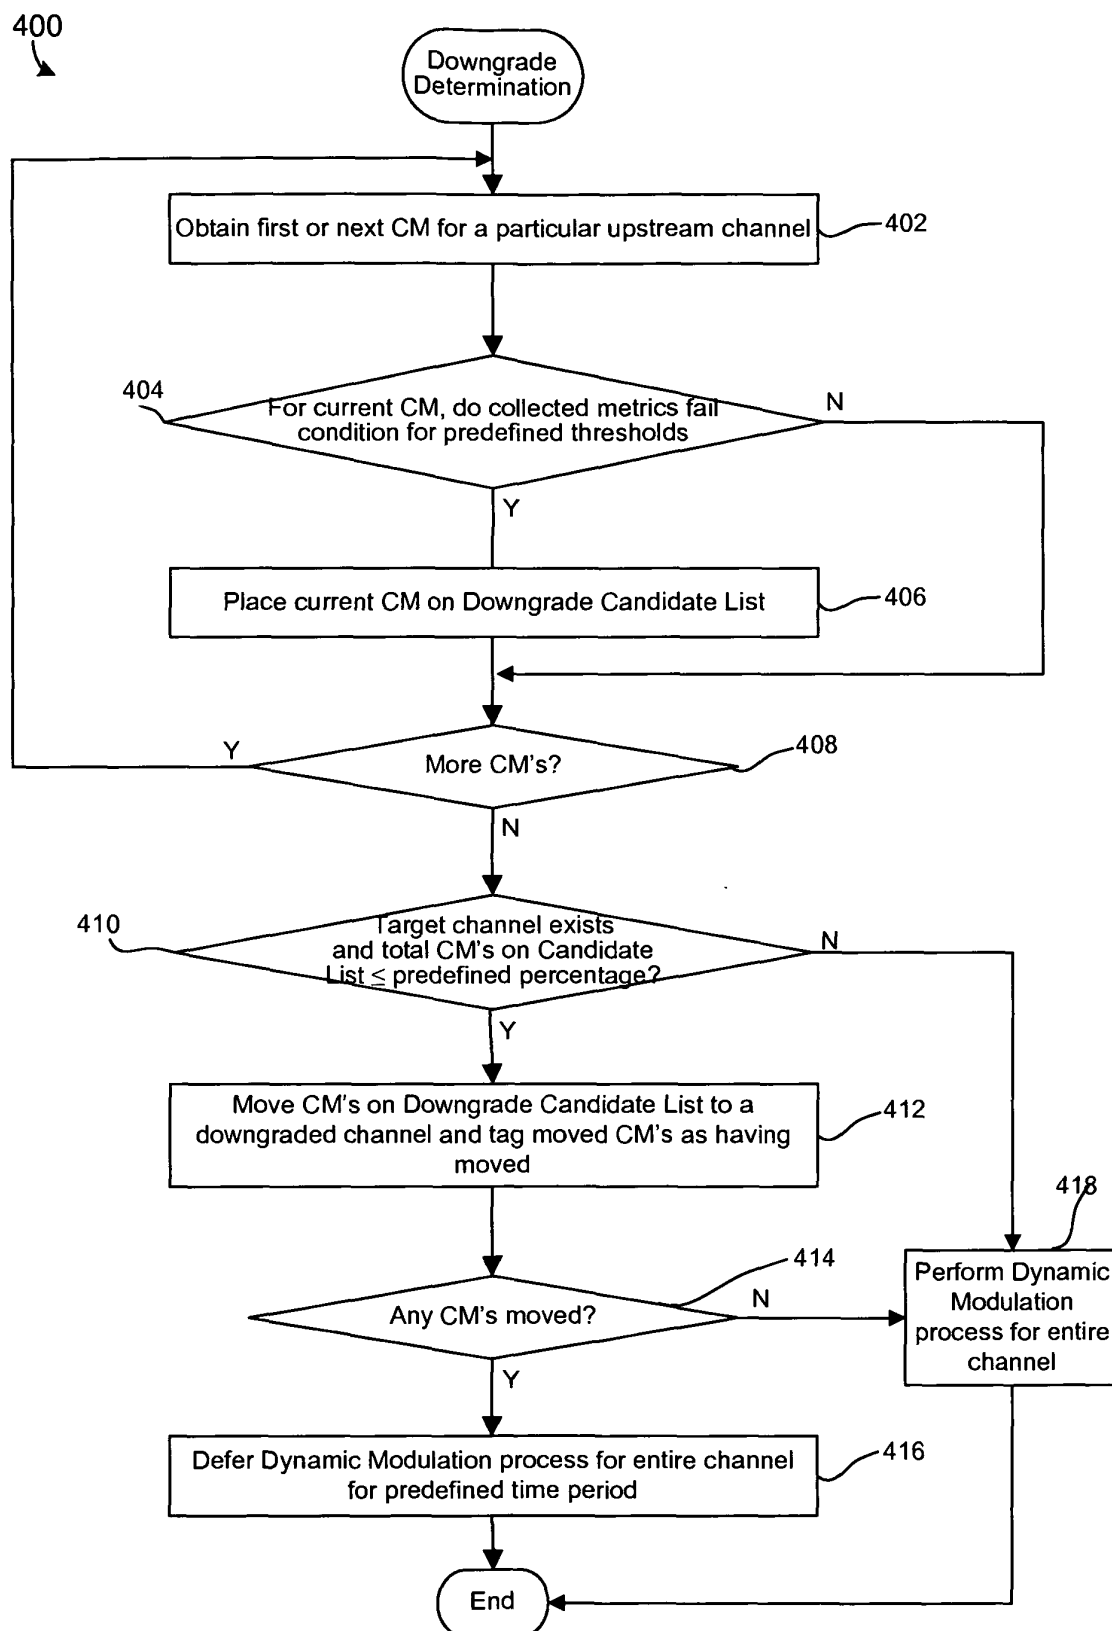 400
Downgrade
Determination
Obtain first or next CM for a particular upstream channel
402
404
For current CM, do collected metrics fail
condition for predefined thresholds
N
Y
Place current CM on Downgrade Candidate List
406
Y
More CM's?
408
N
410
Target channel exists
and total CM's on Candidate
List ≤ predefined percentage?
N
Y
Move CM's on Downgrade Candidate List to a
downgraded channel and tag moved CM's as having
moved
412
418
414
Any CM's moved?
N
Perform Dynamic
Modulation
process for entire
channel
Y
Defer Dynamic Modulation process for entire channel
for predefined time period
416
End